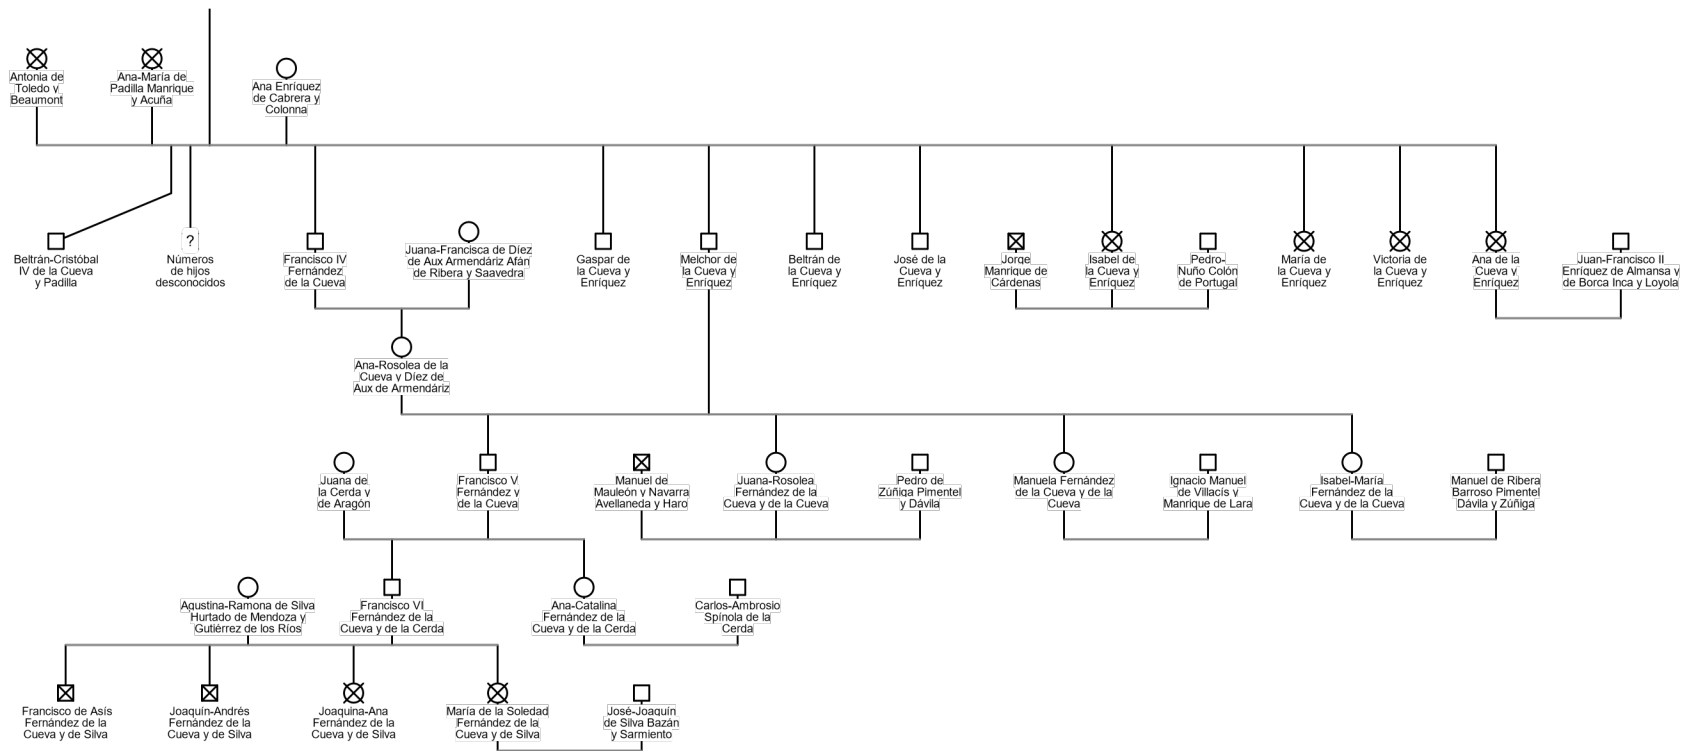 Antonia de
Toledo y
Beaumont
Ana-María de
Padilla Manrique
y Acuña
Ana Enríquez
de Cabrera y
Colonna
Beltrán-Cristóbal
IV de la Cueva
y Padilla
?
Números
de hijos
desconocidos
Francisco IV
Fernández
de la Cueva
Juana-Francisca de Díez
de Aux Armendáriz Afán
de Ribera y Saavedra
Gaspar de
la Cueva y
Enríquez
Melchor de
la Cueva y
Enríquez
Beltrán de
la Cueva y
Enríquez
José de la
Cueva y
Enríquez
Jorge
Manrique de
Cárdenas
Isabel de
la Cueva y
Enríquez
Pedro-
Nuño Colón
de Portugal
María de
la Cueva y
Enríquez
Victoria de
la Cueva y
Enríquez
Ana de la
Cueva y
Enríquez
Juan-Francisco II
Enríquez de Almansa y
de Borca Inca y Loyola
Ana-Rosolea de la
Cueva y Díez de
Aux de Armendáriz
Juana de
la Cerda y
de Aragón
Francisco V
Fernández y
de la Cueva
Manuel de
Mauleón y Navarra
Avellaneda y Haro
Juana-Rosolea
Fernández de la
Cueva y de la Cueva
Pedro de
Zúñiga Pimentel
y Dávila
Manuela Fernández
de la Cueva y de la
Cueva
Ignacio Manuel
de Villacís y
Manrique de Lara
Isabel-María
Fernández de la
Cueva y de la Cueva
Manuel de Ribera
Barroso Pimentel
Dávila y Zúñiga
Agustina-Ramona de Silva
Hurtado de Mendoza y
Gutiérrez de los Ríos
Francisco VI
Fernández de la
Cueva y de la Cerda
Ana-Catalina
Fernández de la
Cueva y de la Cerda
Carlos-Ambrosio
Spínola de la
Cerda
Francisco de Asís
Fernández de la
Cueva y de Silva
Joaquín-Andrés
Fernández de la
Cueva y de Silva
Joaquina-Ana
Fernández de la
Cueva y de Silva
María de la Soledad
Fernández de la
Cueva y de Silva
José-Joaquín
de Silva Bazán
y Sarmiento